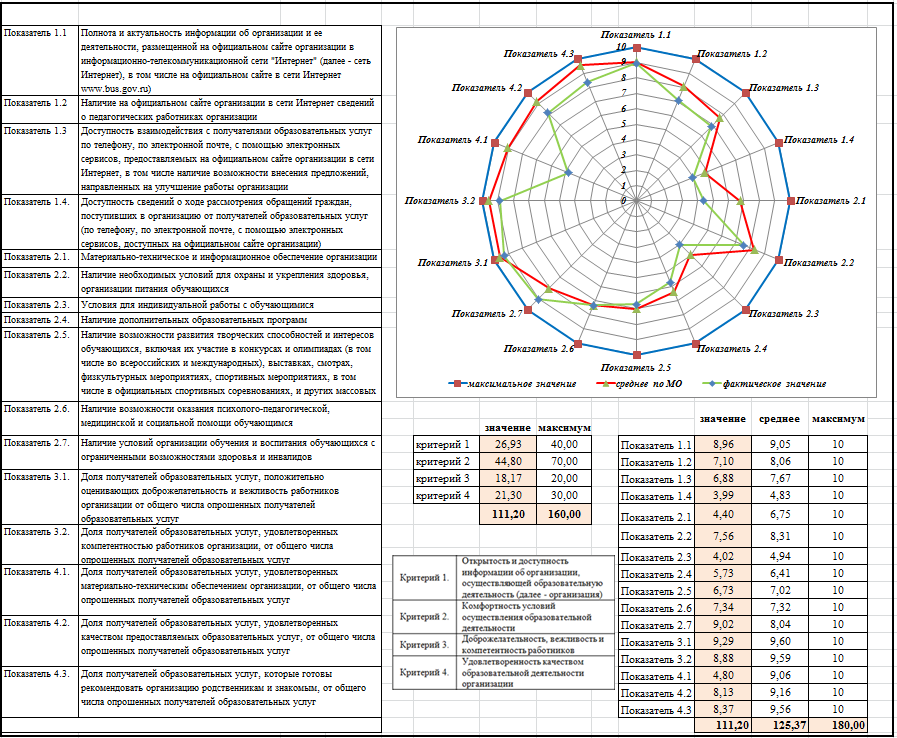 Показатель 1.1
Полнота и актуальность информации об организации и ее
деятельности, размещенной на официальном сайте организации в
информационно-телекоммуникационной сети "Интернет" (далее - сеть
Интернет), в том числе на официальном сайте в сети Интернет
www.bus.gov.ru)
Показатель 1.2
Наличие на официальном сайте организации в сети Интернет сведений
о педагогических работниках организации
Показатель 1.3
Доступность взаимодействия с получателями образовательных услуг
по телефону, по электронной почте, с помощью электронных
сервисов, предоставляемых на официальном сайте организации в сети
Интернет, в том числе наличие возможности внесения предложений,
направленных на улучшение работы организации
Показатель 1.4.
Доступность сведений о ходе рассмотрения обращений граждан,
поступивших в организацию от получателей образовательных услуг
(по телефону, по электронной почте, с помощью электронных
сервисов, доступных на официальном сайте организации)
Показатель 2.1.
Материально-техническое и информационное обеспечение организации
Показатель 2.2.
Наличие необходимых условий для охраны и укрепления здоровья,
организации питания обучающихся
Показатель 2.3.
Условия для индивидуальной работы с обучающимися
Показатель 2.4.
Наличие дополнительных образовательных программ
Показатель 2.5.
Наличие возможности развития творческих способностей и интересов
обучающихся, включая их участие в конкурсах и олимпиадах (в том
числе во всероссийских и международных), выставках, смотрах,
физкультурных мероприятиях, спортивных мероприятиях, в том
числе в официальных спортивных соревнованиях, и других массовых
Показатель 2.6.
Наличие возможности оказания психолого-педагогической,
медицинской и социальной помощи обучающимся
Показатель 2.7.
Наличие условий организации обучения и воспитания обучающихся с
ограниченными возможностями здоровья и инвалидов
Показатель 3.1.
Доля получателей образовательных услуг, положительно
оценивающих доброжелательность и вежливость работников
организации от общего числа опрошенных получателей
образовательных услуг
Показатель 3.2.
Доля получателей образовательных услуг, удовлетворенных
компетентностью работников организации, от общего числа
опрошенных получателей образовательных услуг
Показатель 4.1.
Доля получателей образовательных услуг, удовлетворенных
материально-техническим обеспечением организации, от общего числа
опрошенных получателей образовательных услуг
Показатель 4.2.
Доля получателей образовательных услуг, удовлетворенных
качеством предоставляемых образовательных услуг, от общего числа
опрошенных получателей образовательных услуг
Показатель 4.3.
Доля получателей образовательных услуг, которые готовы
рекомендовать организацию родственникам и знакомым, от общего
числа опрошенных получателей образовательных услуг
Показатель 1.1
Показатель 1.2
Показатель 1.3
Показатель 1.4
Показатель 2.1
Показатель 2.2
Показатель 2.3
Показатель 2.4
Показатель 2.5
Показатель 2.6
Показатель 2.7
Показатель 3.1
Показатель 3.2
Показатель 4.1
Показатель 4.2
Показатель 4.3
10
9
8
7
6
5
4
3
2
1
0
максимальное значение
среднее по МО
фактическое значение
значение максимум
критерий 1 26,93 40,00
критерий 2 44,80 70,00
критерий 3 18,17 20,00
критерий 4 21,30 30,00
111,20 160,00
Критерий 1.
Открытость и доступность
информации об организации,
осуществляющей образовательную
деятельность (далее - организация)
Критерий 2.
Комфортность условий
осуществления образовательной
деятельности
Критерий 3.
Доброжелательность, вежливость и
компетентность работников
Критерий 4.
Удовлетворенность качеством
образовательной деятельности
организации
значение среднее максимум
Показатель 1.1 8,96 9,05 10
Показатель 1.2 7,10 8,06 10
Показатель 1.3 6,88 7,67 10
Показатель 1.4 3,99 4,83 10
Показатель 2.1 4,40 6,75 10
Показатель 2.2 7,56 8,31 10
Показатель 2.3 4,02 4,94 10
Показатель 2.4 5,73 6,41 10
Показатель 2.5 6,73 7,02 10
Показатель 2.6 7,34 7,32 10
Показатель 2.7 9,02 8,04 10
Показатель 3.1 9,29 9,60 10
Показатель 3.2 8,88 9,59 10
Показатель 4.1 4,80 9,06 10
Показатель 4.2 8,13 9,16 10
Показатель 4.3 8,37 9,56 10
111,20 125,37 180,00